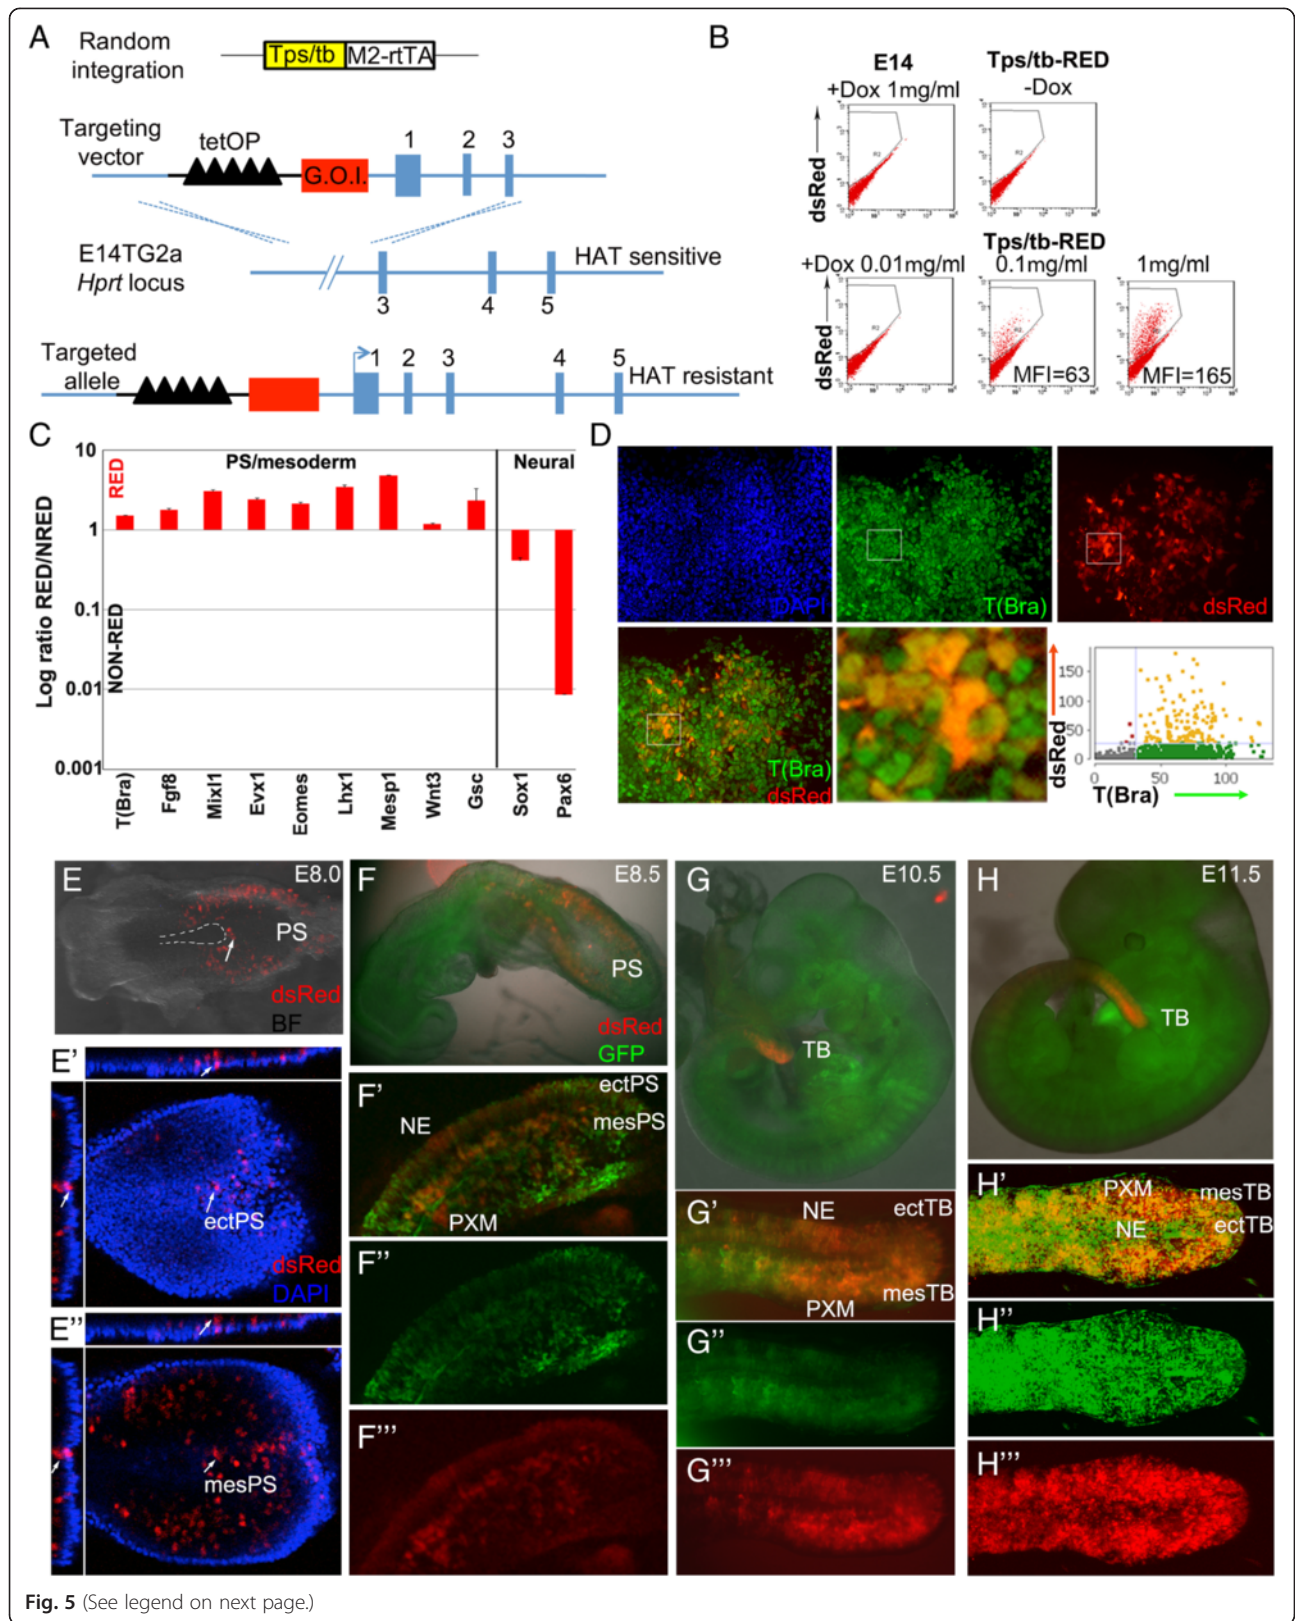 A
Random
integration
Tps/tb M2-rtTA
Targeting
vector
tetOP
G.O.I.
1 2 3
E14TG2a
Hprt locus
HAT sensitive
3 4 5
Targeted
allele
1 2 3 4 5
HAT resistant
B
E14
+Dox 1mg/ml
Tps/tb-RED
-Dox
dsRed
R2
R2
Tps/tb-RED
+Dox 0.01mg/ml 0.1mg/ml 1mg/ml
dsRed
R2
MFI=63
MFI=165
C
Log ratio RED/NRED
10
1
0.1
0.01
0.001
RED
NON-RED
PS/mesoderm
Neural
T(Bra)
Fgf8
Mixl1
Evx1
Eomes
Lhx1
Mesp1
Wnt3
Gsc
Sox1
Pax6
D
DAPI
T(Bra)
dsRed
T(Bra)
dsRed
dsRed
150
100
50
0
0 50 100
T(Bra)
E
E8.0
PS
dsRed
BF
E'
ectPS
dsRed
DAPI
E''
mesPS
F
E8.5
PS
dsRed
GFP
F'
ectPS
NE
mesPS
PXM
F''
F'''
G
E10.5
TB
G'
NE
ectTB
mesTB
PXM
G''
G'''
H
E11.5
TB
H'
PXM
mesTB
NE
ectTB
H''
H'''
Fig. 5 (See legend on next page.)